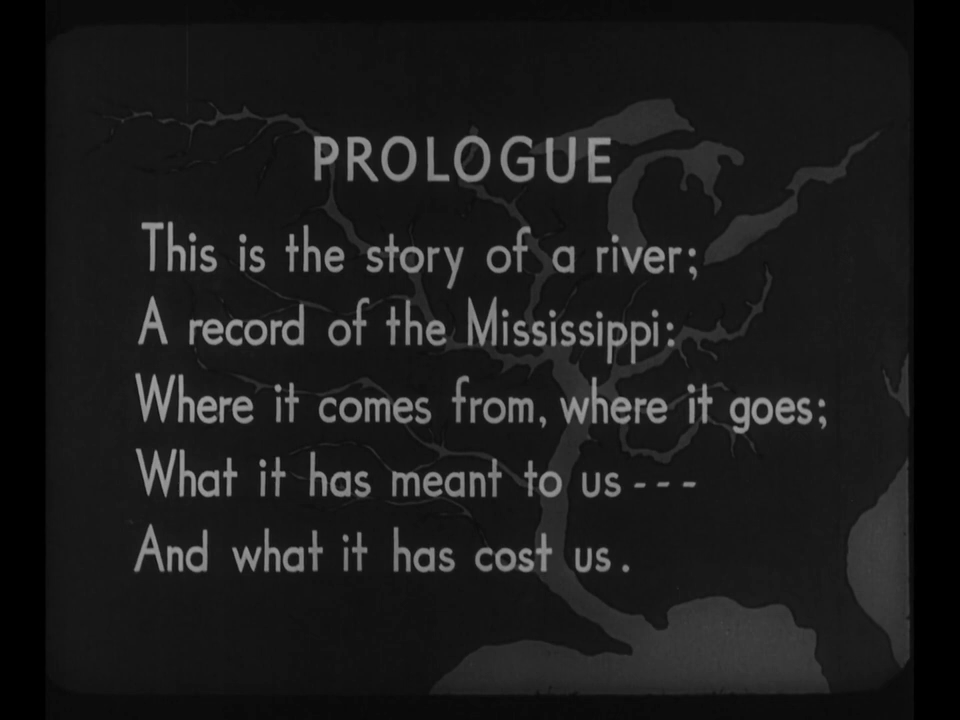 PROLOGUE
This is the story of a river;
A record of the Mississippi:
Where it comes from, where it goes;
What it has meant to us---
And what it has cost us.